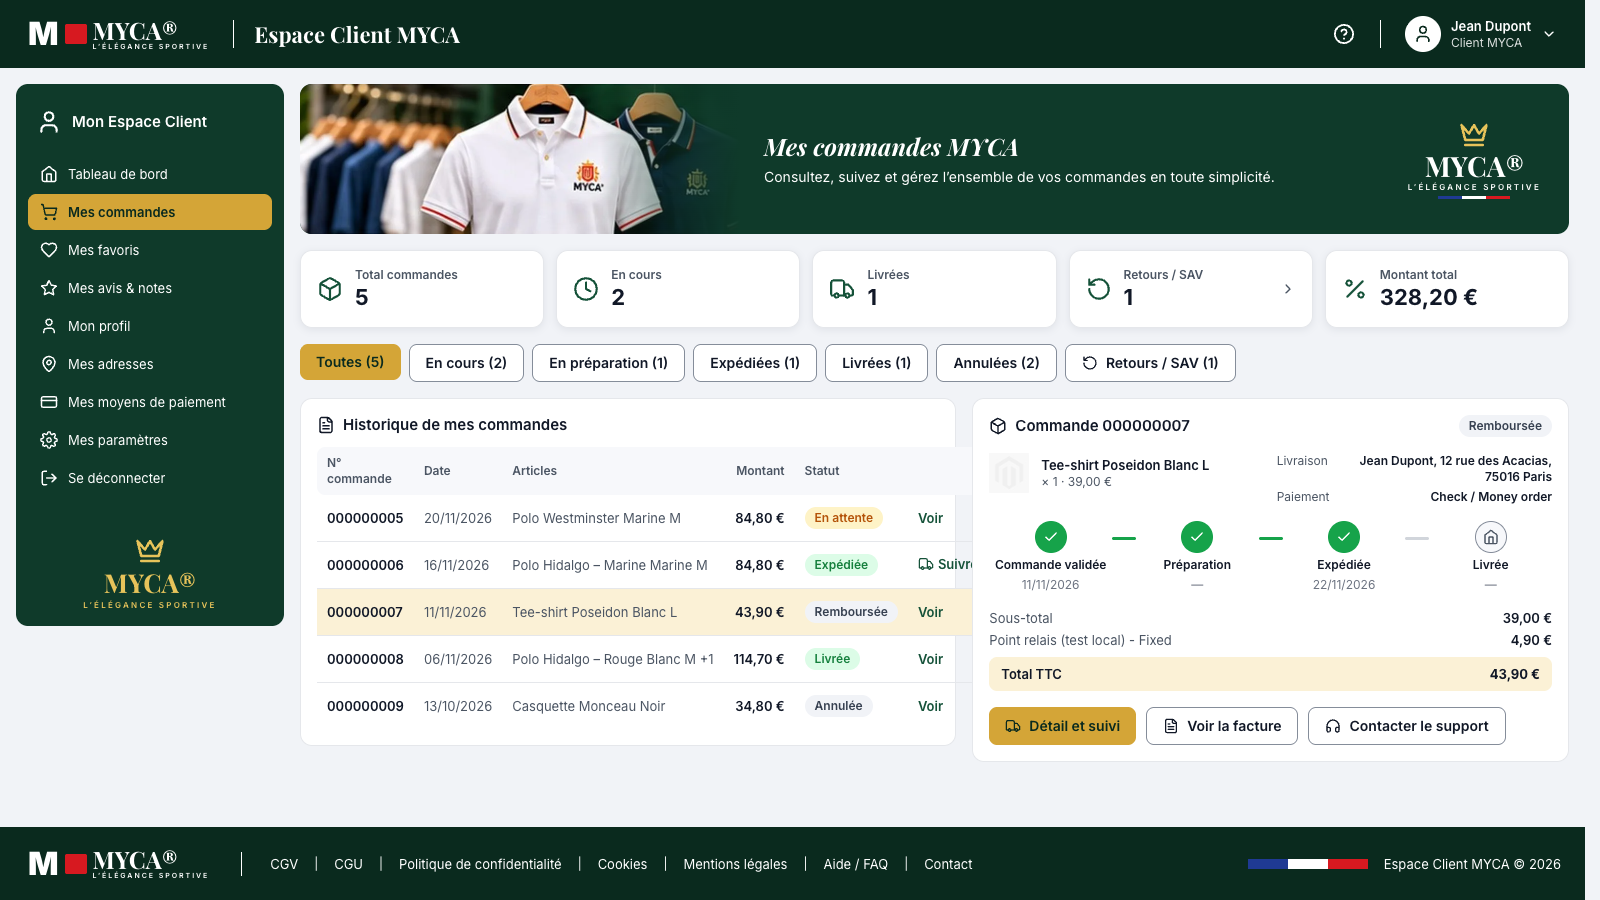 M MYCA®
L'ÉLÉGANCE SPORTIVE
Espace Client MYCA
Jean Dupont
Client MYCA
Mon Espace Client
Tableau de bord
Mes commandes
Mes favoris
Mes avis & notes
Mon profil
Mes adresses
Mes moyens de paiement
Mes paramètres
Se déconnecter
MYCA®
L'ÉLÉGANCE SPORTIVE
MYCA
MYCA
Mes commandes MYCA
Consultez, suivez et gérez l'ensemble de vos commandes en toute simplicité.
MYCA®
L'ÉLÉGANCE SPORTIVE
Total commandes
5
En cours
2
Livrées
1
Retours / SAV
1
Montant total
328,20 €
Toutes (5)
En cours (2)
En préparation (1)
Expédiées (1)
Livrées (1)
Annulées (2)
Retours / SAV (1)
Historique de mes commandes
N° commande Date Articles Montant Statut
000000005 20/11/2026 Polo Westminster Marine M 84,80 € En attente Voir
000000006 16/11/2026 Polo Hidalgo – Marine Marine M 84,80 € Expédiée Suivre
000000007 11/11/2026 Tee-shirt Poseidon Blanc L 43,90 € Remboursée Voir
000000008 06/11/2026 Polo Hidalgo – Rouge Blanc M +1 114,70 € Livrée Voir
000000009 13/10/2026 Casquette Monceau Noir 34,80 € Annulée Voir
Commande 000000007
Remboursée
Tee-shirt Poseidon Blanc L
× 1 · 39,00 €
Livraison Jean Dupont, 12 rue des Acacias,
75016 Paris
Paiement Check / Money order
Commande validée
11/11/2026
Préparation
—
Expédiée
22/11/2026
Livrée
—
Sous-total 39,00 €
Point relais (test local) - Fixed 4,90 €
Total TTC 43,90 €
Détail et suivi
Voir la facture
Contacter le support
M MYCA®
L'ÉLÉGANCE SPORTIVE
CGV | CGU | Politique de confidentialité | Cookies | Mentions légales | Aide / FAQ | Contact
Espace Client MYCA © 2026